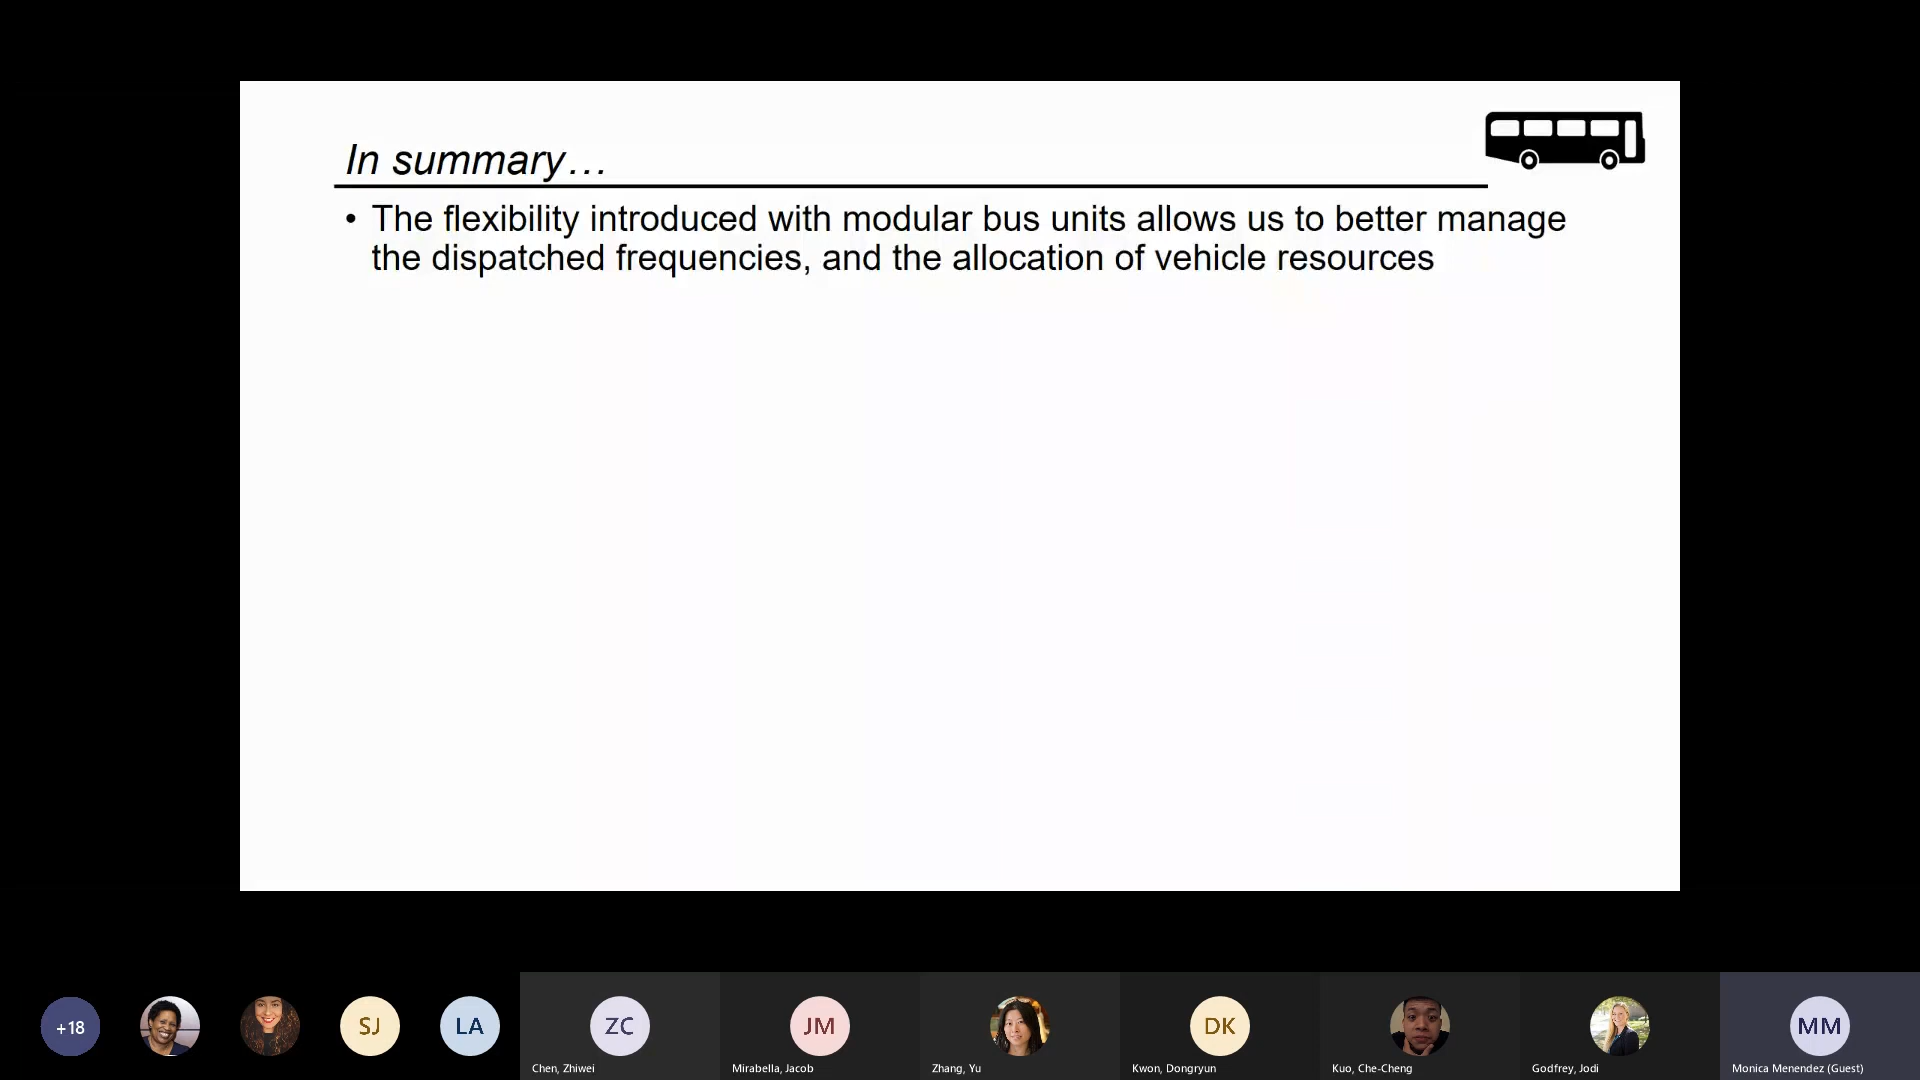 In summary…
• The flexibility introduced with modular bus units allows us to better manage
the dispatched frequencies, and the allocation of vehicle resources
+18
SJ
LA
ZC
JM
DK
MM
Chen, Zhiwei
Mirabella, Jacob
Zhang, Yu
Kwon, Dongryun
Kuo, Che-Cheng
Godfrey, Jodi
Monica Menendez (Guest)